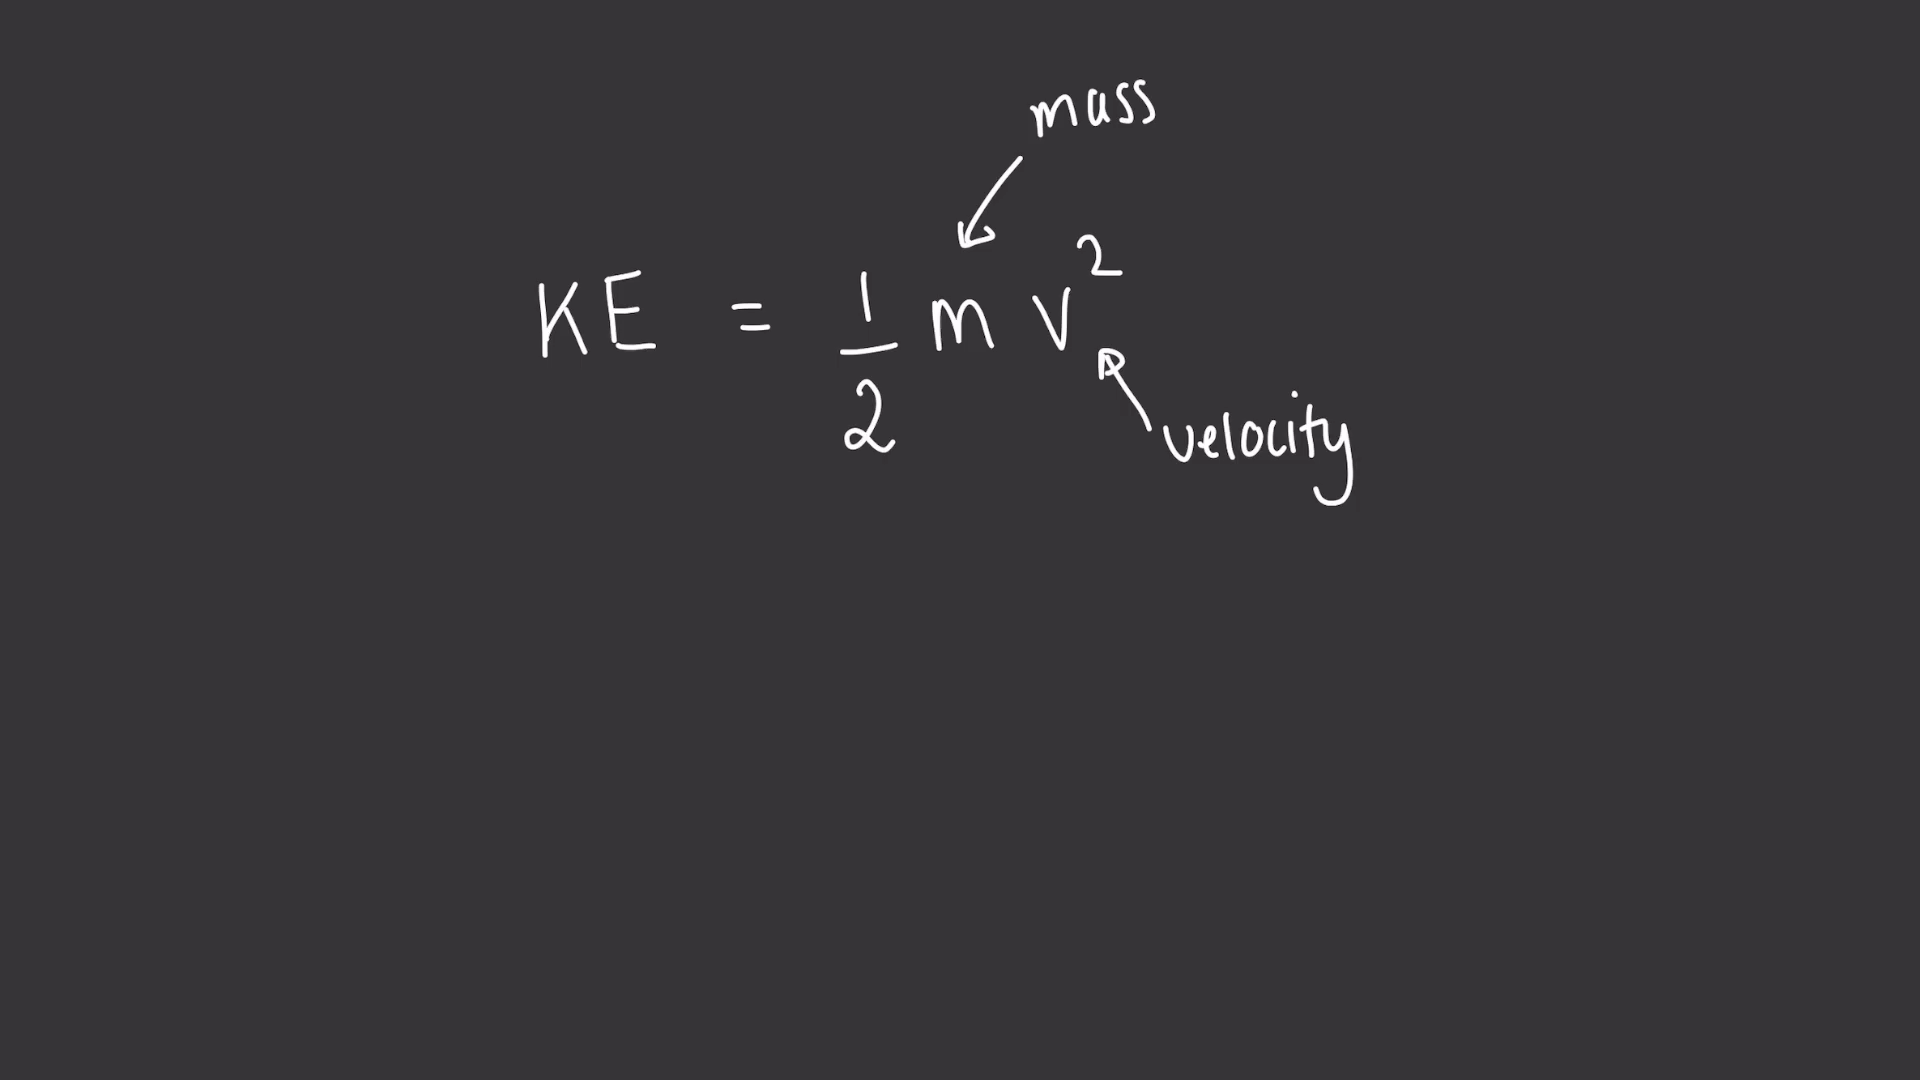 mass
KE = 1/2 m v²
velocity